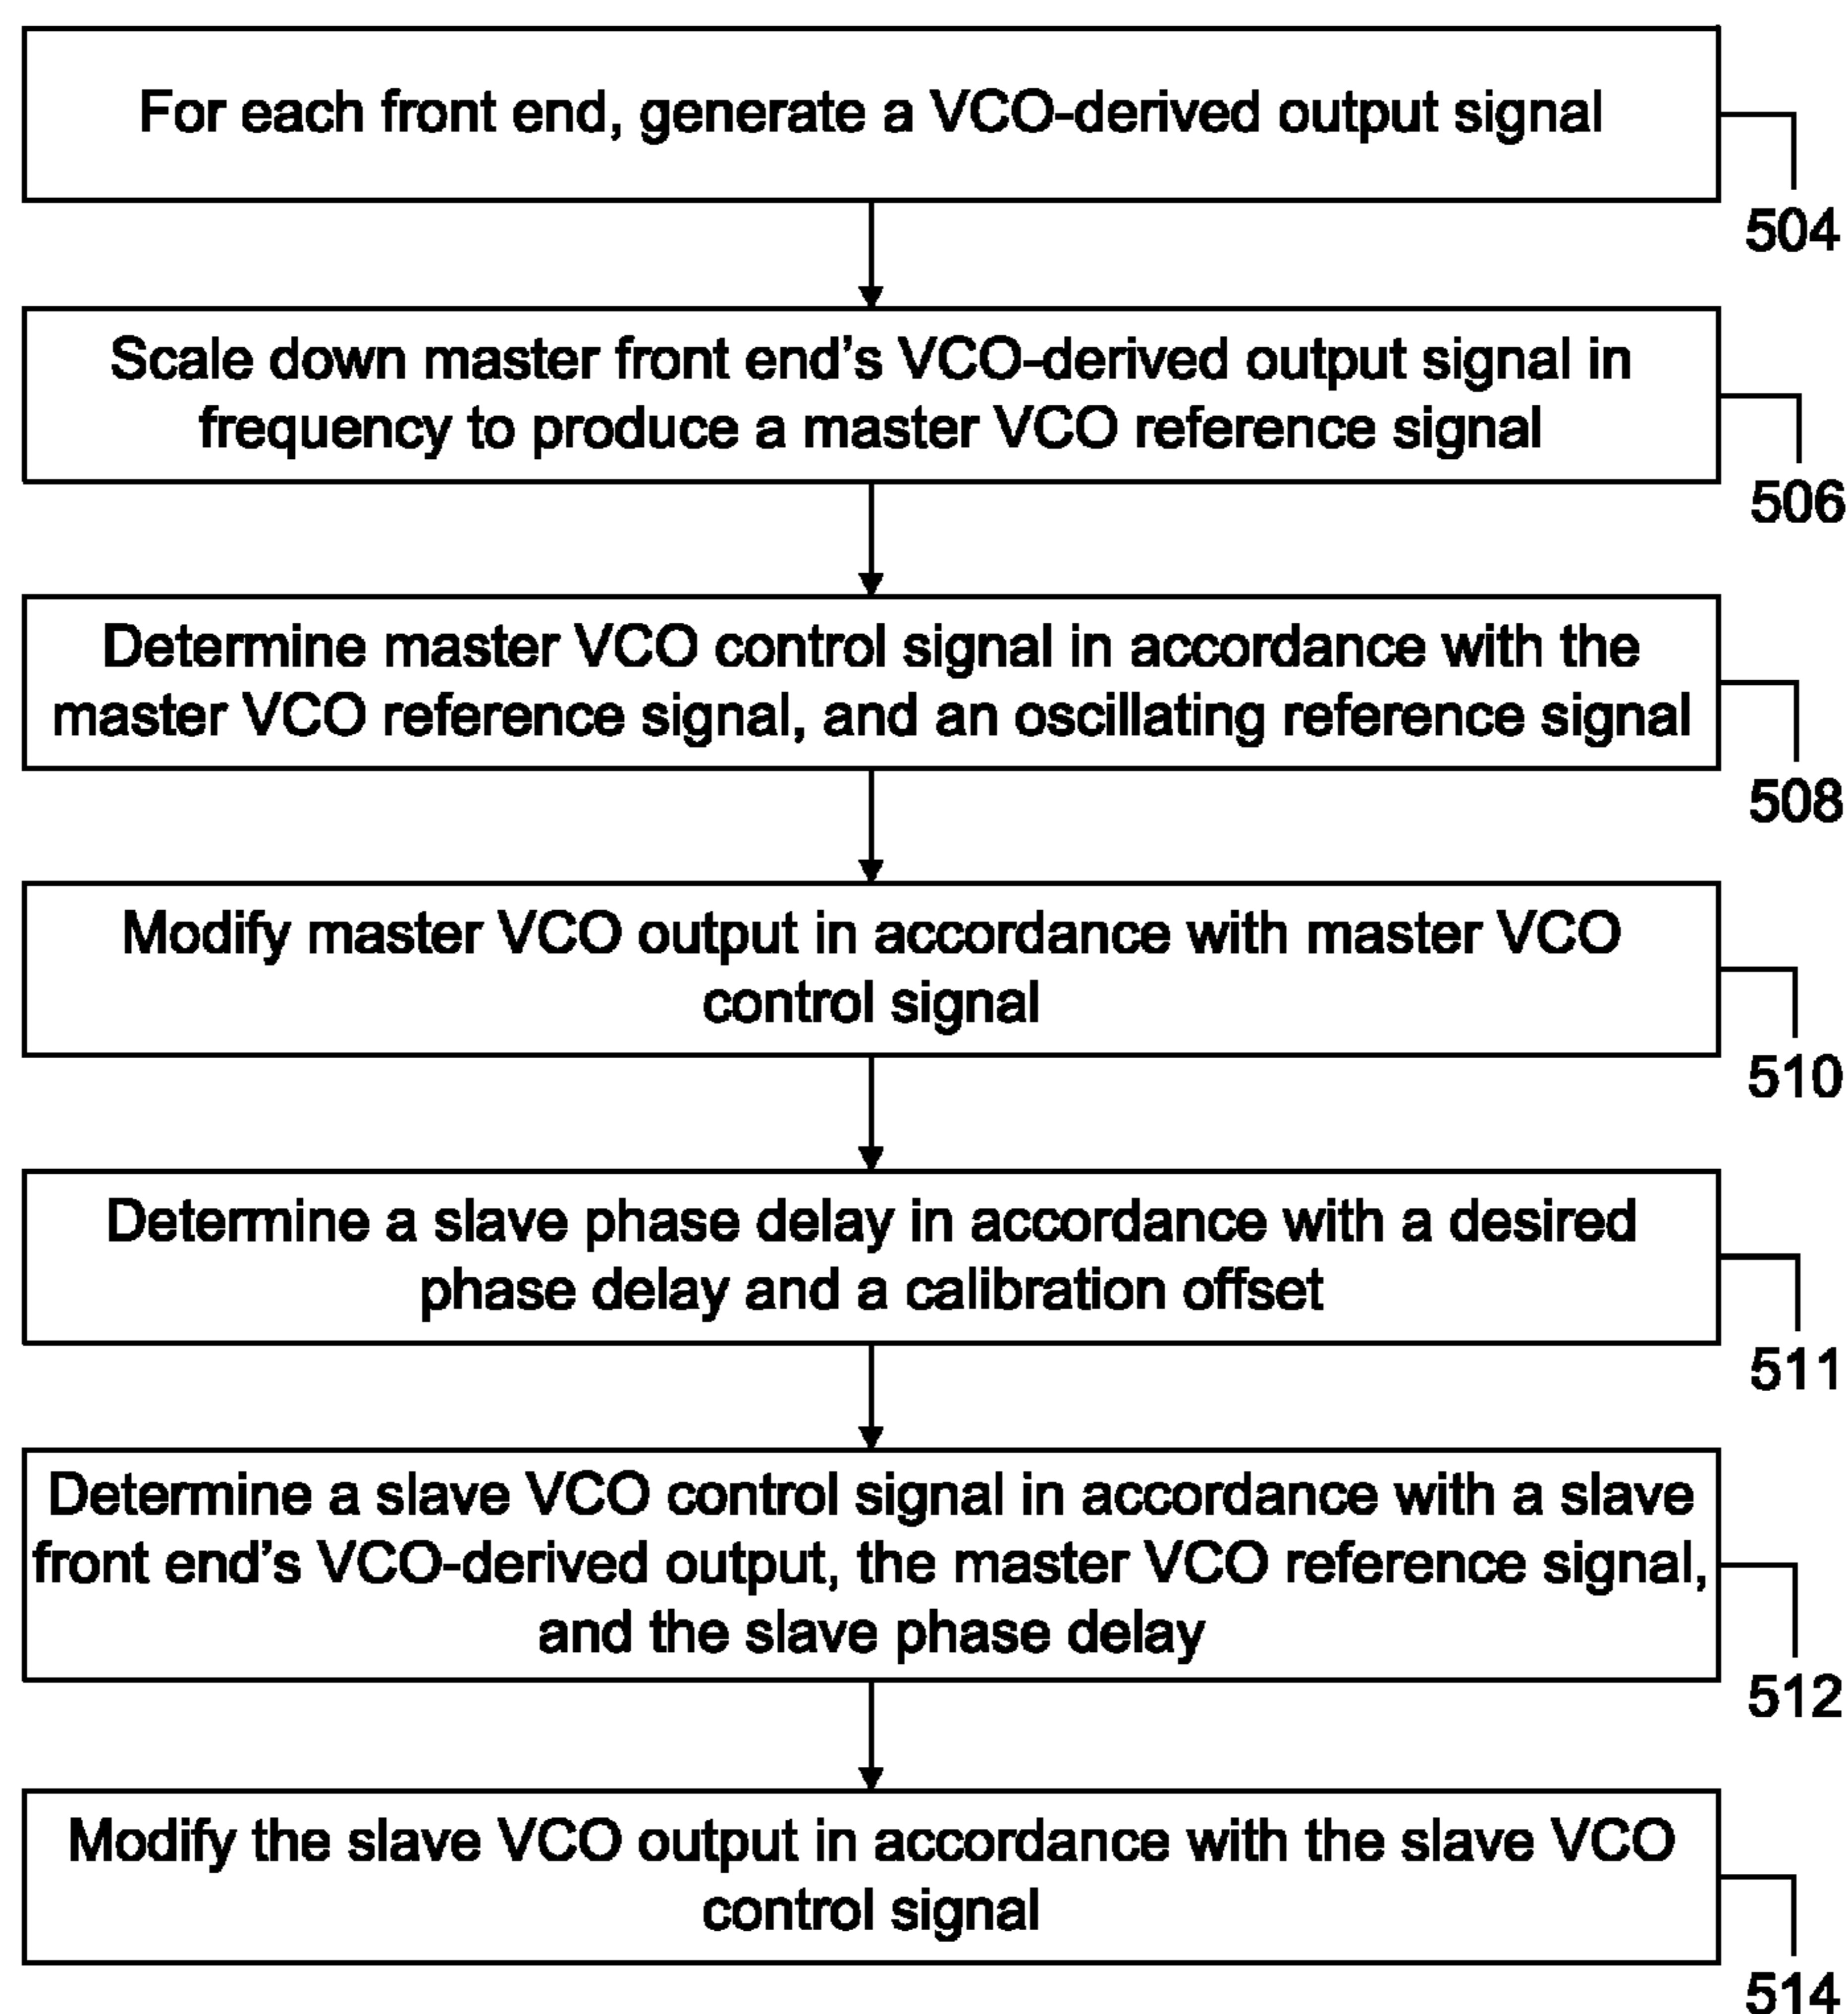 For each front end, generate a VCO-derived output signal
504
Scale down master front end's VCO-derived output signal in
frequency to produce a master VCO reference signal
506
Determine master VCO control signal in accordance with the
master VCO reference signal, and an oscillating reference signal
508
Modify master VCO output in accordance with master VCO
control signal
510
Determine a slave phase delay in accordance with a desired
phase delay and a calibration offset
511
Determine a slave VCO control signal in accordance with a slave
front end's VCO-derived output, the master VCO reference signal,
and the slave phase delay
512
Modify the slave VCO output in accordance with the slave VCO
control signal
514